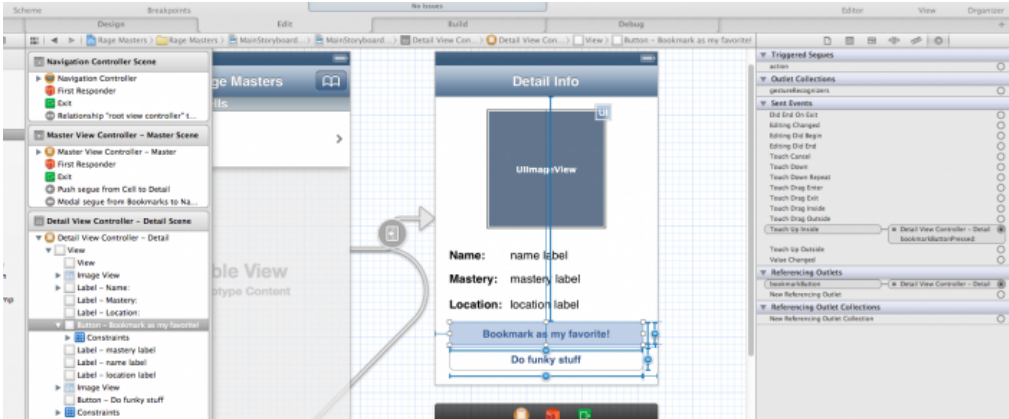 Scheme Breakpoints No Issues Editor View Organizer
Design Edit Build Debug
Rage Masters Rage Masters MainStoryboard... MainStoryboard... Detail View Con... Detail View Con... View Button - Bookmark as my favorite!
Navigation Controller Scene
Navigation Controller
First Responder
Exit
Relationship "root view controller" t...
Master View Controller - Master Scene
Master View Controller - Master
First Responder
Exit
Push segue from Cell to Detail
Modal segue from Bookmarks to Na...
Detail View Controller - Detail Scene
Detail View Controller - Detail
View
View
Image View
Label - Name:
Label - Mastery:
Label - Location:
Button - Bookmark as my favorite!
Constraints
Label - mastery label
Label - name label
Label - location label
Image View
Button - Do funky stuff
Constraints
mp
ge Masters
lls
ble View
otype Content
Detail Info
UI
UIImageView
Name: name label
Mastery: mastery label
Location: location label
Bookmark as my favorite!
Do funky stuff
Triggered Segues
action
Outlet Collections
gestureRecognizers
Sent Events
Did End On Exit
Editing Changed
Editing Did Begin
Editing Did End
Touch Cancel
Touch Down
Touch Down Repeat
Touch Drag Enter
Touch Drag Exit
Touch Drag Inside
Touch Drag Outside
Touch Up Inside Detail View Controller - Detail
bookmarkButtonPressed:
Touch Up Outside
Value Changed
Referencing Outlets
bookmarkButton Detail View Controller - Detail
New Referencing Outlet
Referencing Outlet Collections
New Referencing Outlet Collection